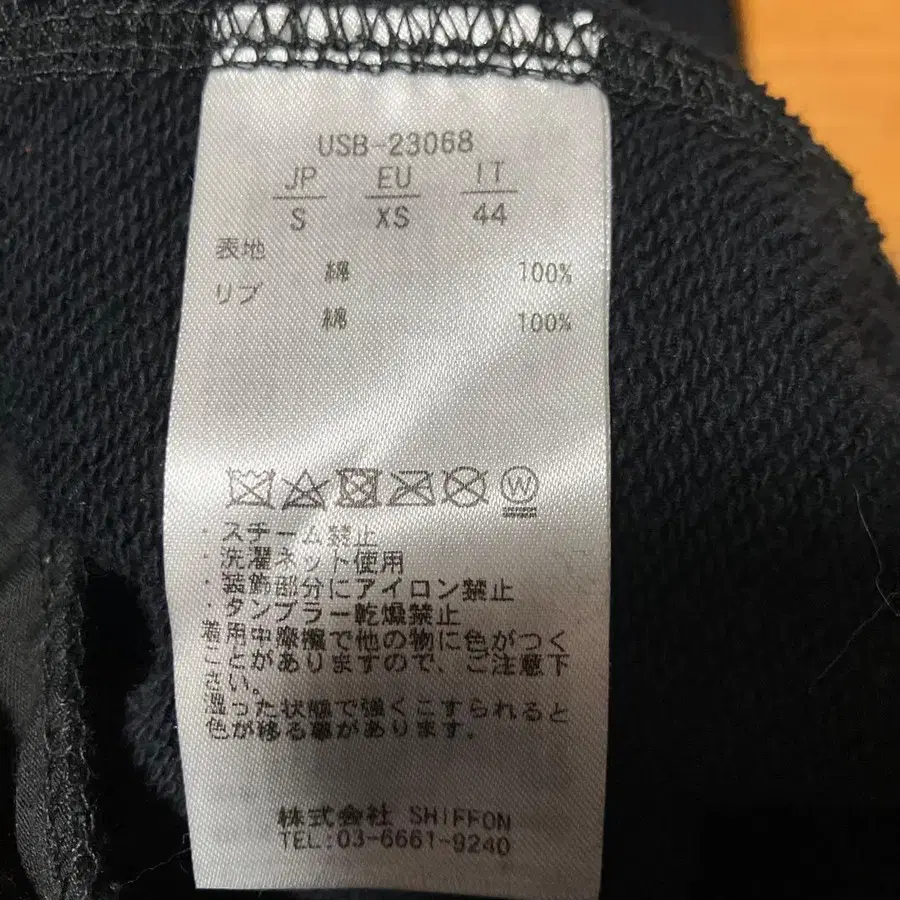 USB-23068
JP EU IT
S XS 44
表地
綿 100%
リブ
綿 100%
W
・スチーム禁止
・洗濯ネット使用
・装飾部分にアイロン禁止
・タンブラー乾燥禁止
着用中摩擦で他の物に色がつく
ことがありますので、ご注意下
さい。
湿った状態で強くこすられると
色が移る事があります。
株式会社 SHIFFON
TEL:03-6661-9240